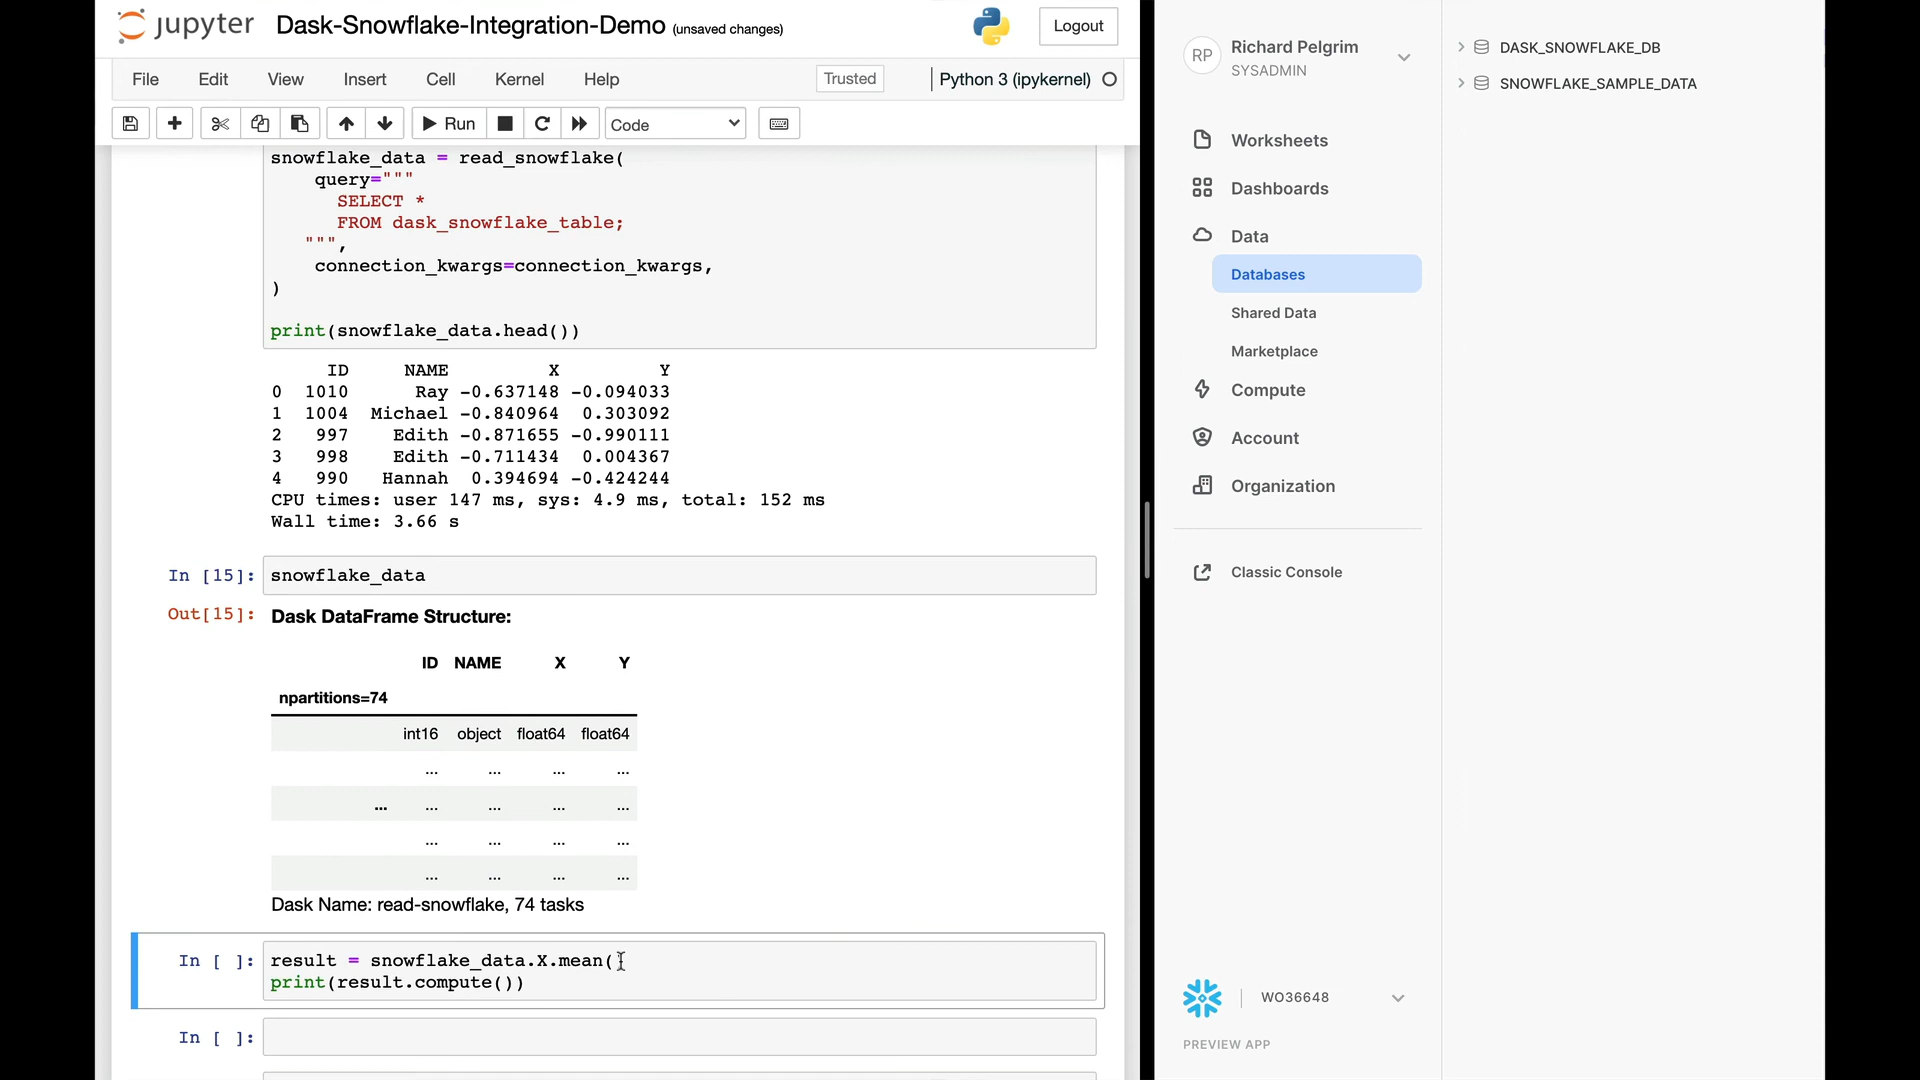 jupyter Dask-Snowflake-Integration-Demo (unsaved changes)
Logout
File Edit View Insert Cell Kernel Help
Trusted
Python 3 (ipykernel)
Run
Code
snowflake_data = read_snowflake(
query="""
SELECT *
FROM dask_snowflake_table;
""",
connection_kwargs=connection_kwargs,
)
print(snowflake_data.head())
ID NAME X Y
0 1010 Ray -0.637148 -0.094033
1 1004 Michael -0.840964 0.303092
2 997 Edith -0.871655 -0.990111
3 998 Edith -0.711434 0.004367
4 990 Hannah 0.394694 -0.424244
CPU times: user 147 ms, sys: 4.9 ms, total: 152 ms
Wall time: 3.66 s
In [15]: snowflake_data
Out[15]: Dask DataFrame Structure:
ID NAME X Y
npartitions=74
int16 object float64 float64
... ... ... ...
... ... ... ... ...
... ... ... ...
... ... ... ...
Dask Name: read-snowflake, 74 tasks
In [ ]: result = snowflake_data.X.mean(
print(result.compute())
In [ ]:
RP
Richard Pelgrim
SYSADMIN
Worksheets
Dashboards
Data
Databases
Shared Data
Marketplace
Compute
Account
Organization
Classic Console
WO36648
PREVIEW APP
DASK_SNOWFLAKE_DB
SNOWFLAKE_SAMPLE_DATA